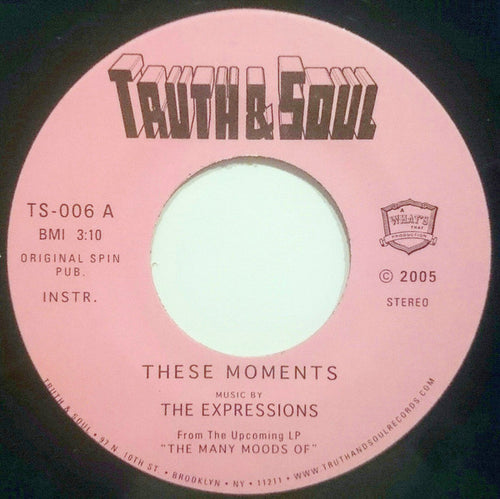 TRUTH & SOUL
TS-006 A
BMI 3:10
ORIGINAL SPIN
PUB.
INSTR.
A
WHAT'S
THAT
PRODUCTION
© 2005
STEREO
THESE MOMENTS
MUSIC BY
THE EXPRESSIONS
From The Upcoming LP
"THE MANY MOODS OF"
TRUTH & SOUL • 97 N. 10TH ST. • BROOKLYN • NY • 11211 • WWW.TRUTHANDSOULRECORDS.COM